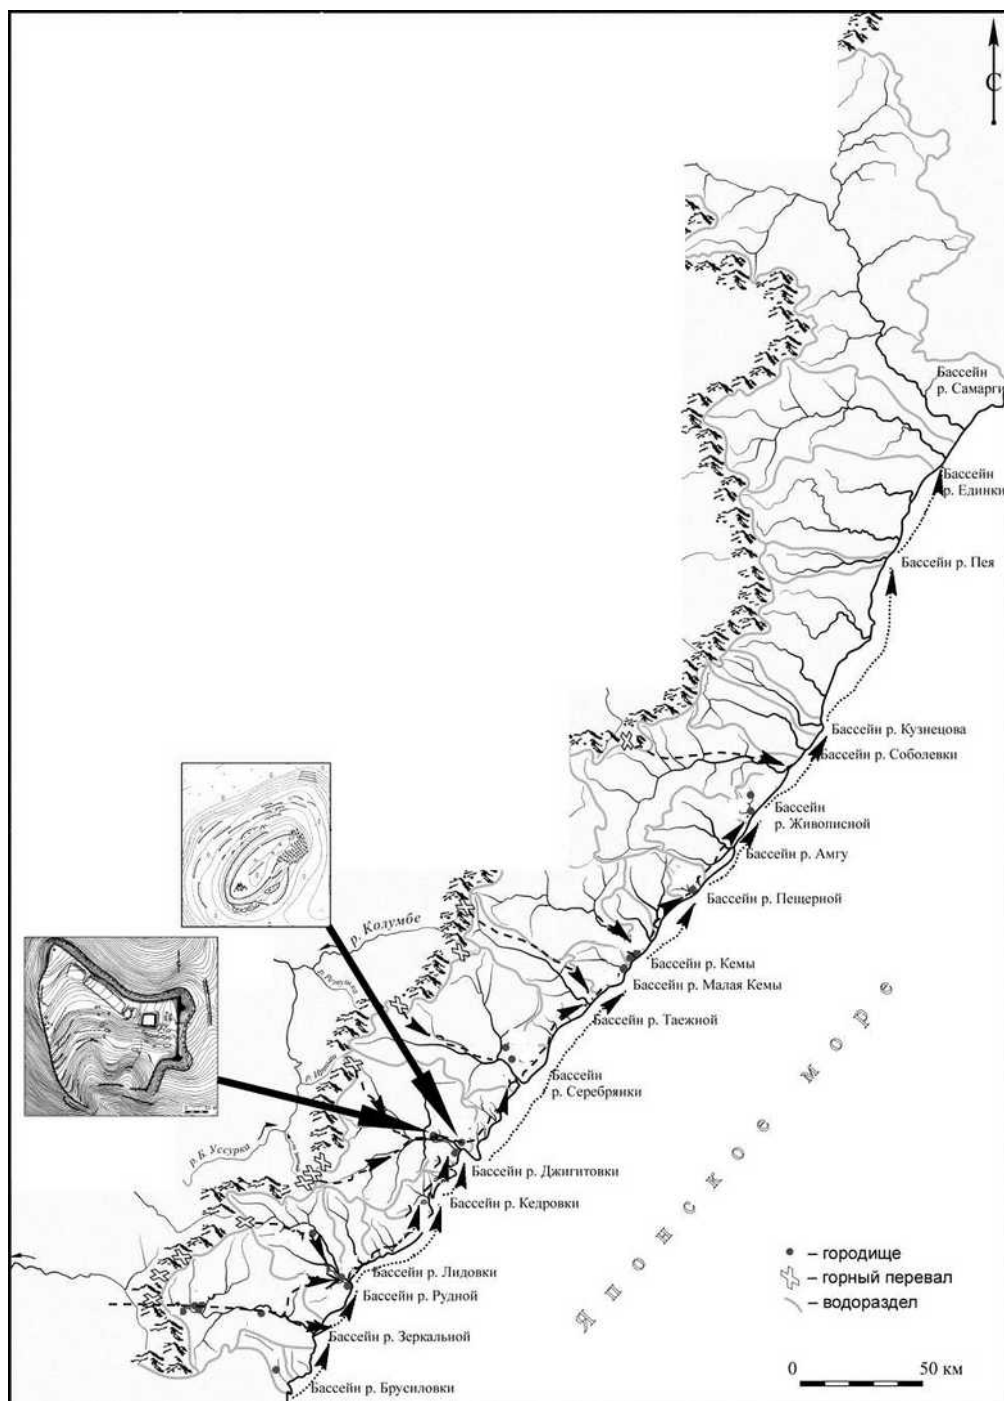 С
Бассейн
р. Самарги
Бассейн
р. Единки
Бассейн р. Пея
Бассейн р. Кузнецова
Бассейн р. Соболевки
Бассейн
р. Живописной
Бассейн р. Амгу
Бассейн р. Пещерной
р. Колумбе
Бассейн р. Кемы
Бассейн р. Малая Кемы
Бассейн р. Таежной
Бассейн
р. Серебрянки
р. Б. Уссурка
Бассейн р. Джигитовки
Бассейн р. Кедровки
Японское море
Бассейн р. Лидовки
Бассейн р. Рудной
Бассейн р. Зеркальной
Бассейн р. Брусиловки
– городище
– горный перевал
– водораздел
0 50 км